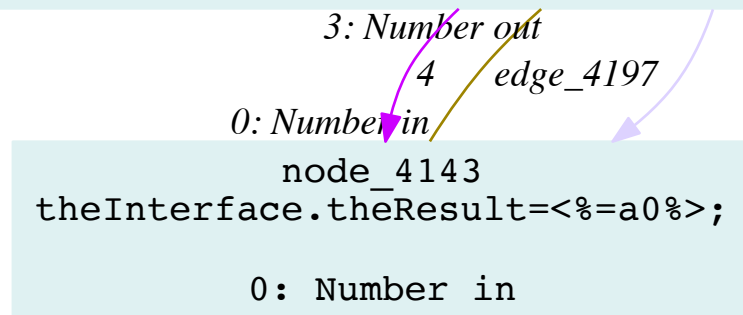 3: Number out
4 edge_4197
0: Number in
node_4143
theInterface.theResult=<%=a0%>;
0: Number in